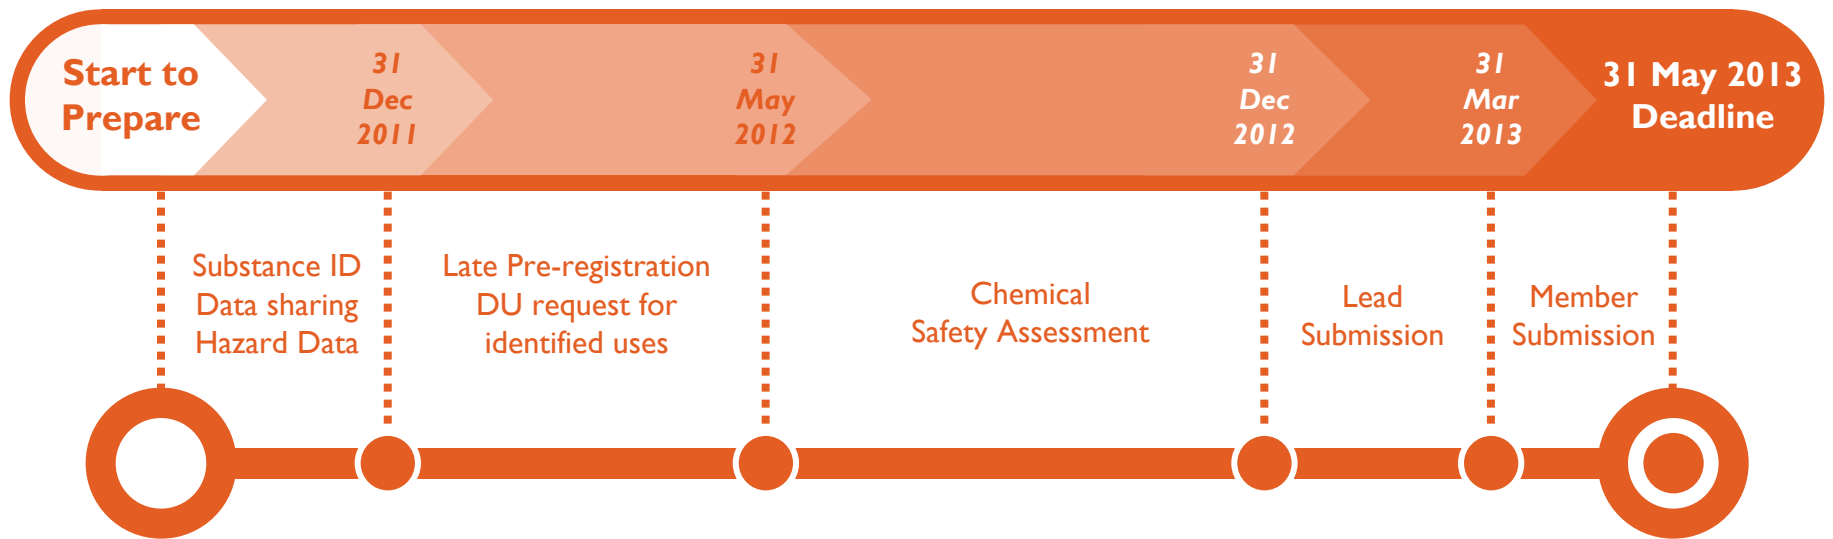 Start to
Prepare
31
Dec
2011
31
May
2012
31
Dec
2012
31
Mar
2013
31 May 2013
Deadline
Substance ID
Data sharing
Hazard Data
Late Pre-registration
DU request for
identified uses
Chemical
Safety Assessment
Lead
Submission
Member
Submission